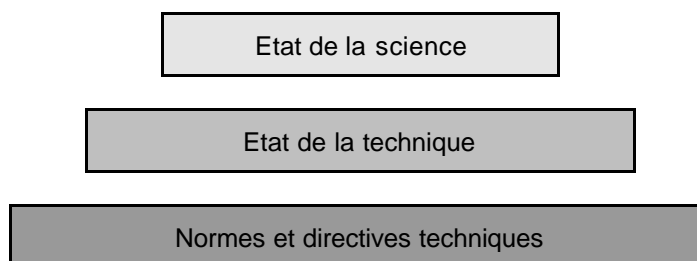 Etat de la science
Etat de la technique
Normes et directives techniques